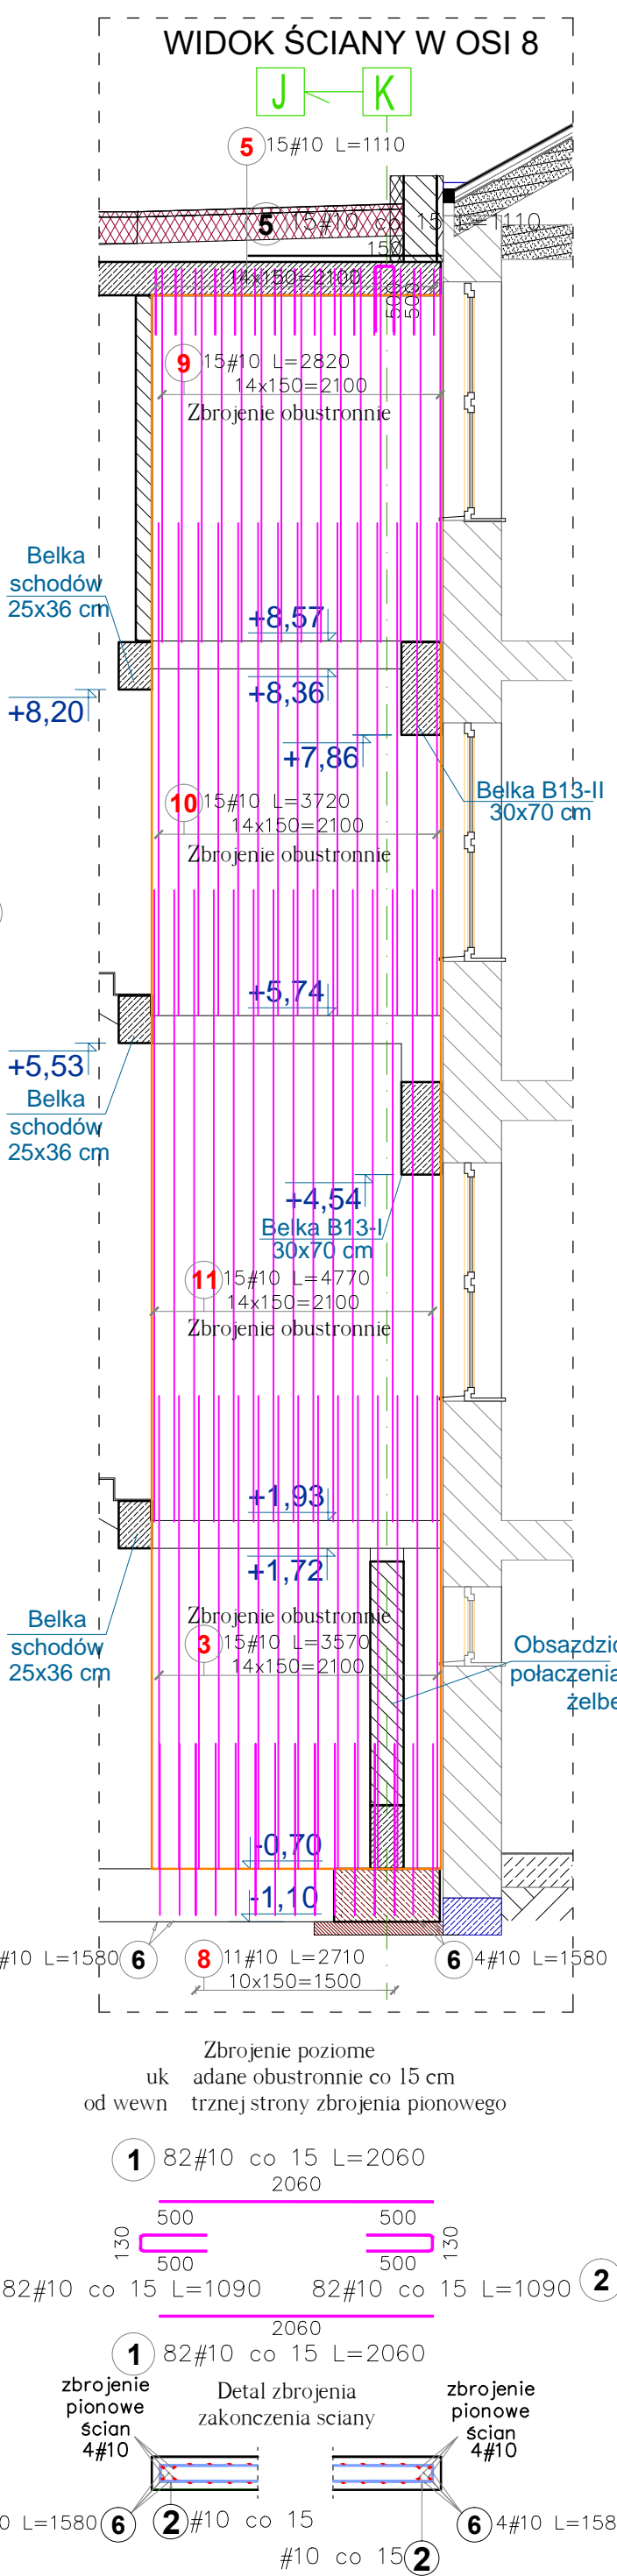 WIDOK ŚCIANY W OSI 8
J K
5 15#10 L=1110
5 15#10 co 15 L=1110
150
14x150=2100
500
500
9 15#10 L=2820
14x150=2100
Zbrojenie obustronnie
Belka
schodów
25x36 cm
+8,57
+8,36
+8,20
+7,86
Belka B13-II
30x70 cm
10 15#10 L=3720
14x150=2100
Zbrojenie obustronnie
+5,74
+5,53
Belka
schodów
25x36 cm
+4,54
Belka B13-I
30x70 cm
11 15#10 L=4770
14x150=2100
Zbrojenie obustronnie
+1,93
+1,72
Zbrojenie obustronnie
Belka
schodów
25x36 cm
3 15#10 L=3570
14x150=2100
Obsazdzić
połaczenia
żelbe
-0,70
-1,10
#10 L=1580 6
8 11#10 L=2710
10x150=1500
6 4#10 L=1580
Zbrojenie poziome
uk adane obustronnie co 15 cm
od wewn trznej strony zbrojenia pionowego
1 82#10 co 15 L=2060
2060
500 500
130 130
500 500
82#10 co 15 L=1090
82#10 co 15 L=1090 2
2060
1 82#10 co 15 L=2060
zbrojenie
pionowe
ścian
4#10
Detal zbrojenia
zakonczenia sciany
zbrojenie
pionowe
ścian
4#10
0 L=1580 6
2 #10 co 15
#10 co 15 2
6 4#10 L=158